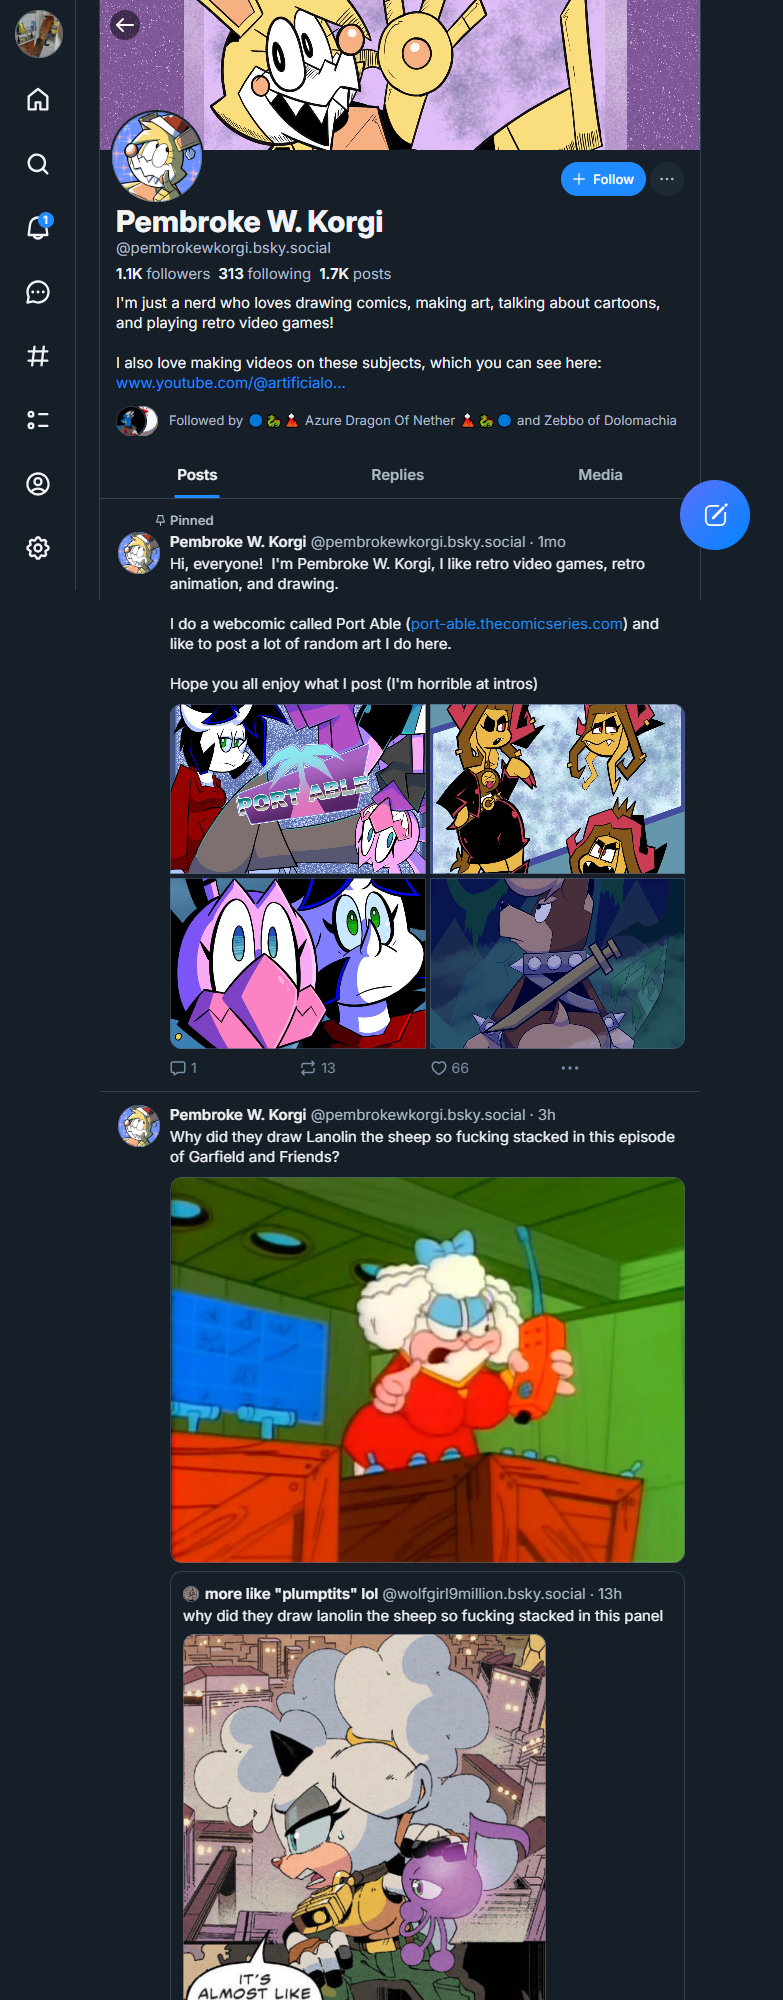 + Follow
Pembroke W. Korgi
@pembrokewkorgi.bsky.social
1.1K followers 313 following 1.7K posts
I'm just a nerd who loves drawing comics, making art, talking about cartoons,
and playing retro video games!
I also love making videos on these subjects, which you can see here:
www.youtube.com/@artificialo...
Followed by 🔵🐉🌋 Azure Dragon Of Nether 🌋🐉🔵 and Zebbo of Dolomachia
Posts Replies Media
1
Pinned
Pembroke W. Korgi @pembrokewkorgi.bsky.social · 1mo
Hi, everyone! I'm Pembroke W. Korgi, I like retro video games, retro
animation, and drawing.
I do a webcomic called Port Able (port-able.thecomicseries.com) and
like to post a lot of random art I do here.
Hope you all enjoy what I post (I'm horrible at intros)
PORT ABLE
1 13 66
Pembroke W. Korgi @pembrokewkorgi.bsky.social · 3h
Why did they draw Lanolin the sheep so fucking stacked in this episode
of Garfield and Friends?
more like "plumptits" lol @wolfgirl9million.bsky.social · 13h
why did they draw lanolin the sheep so fucking stacked in this panel
IT'S
ALMOST LIKE